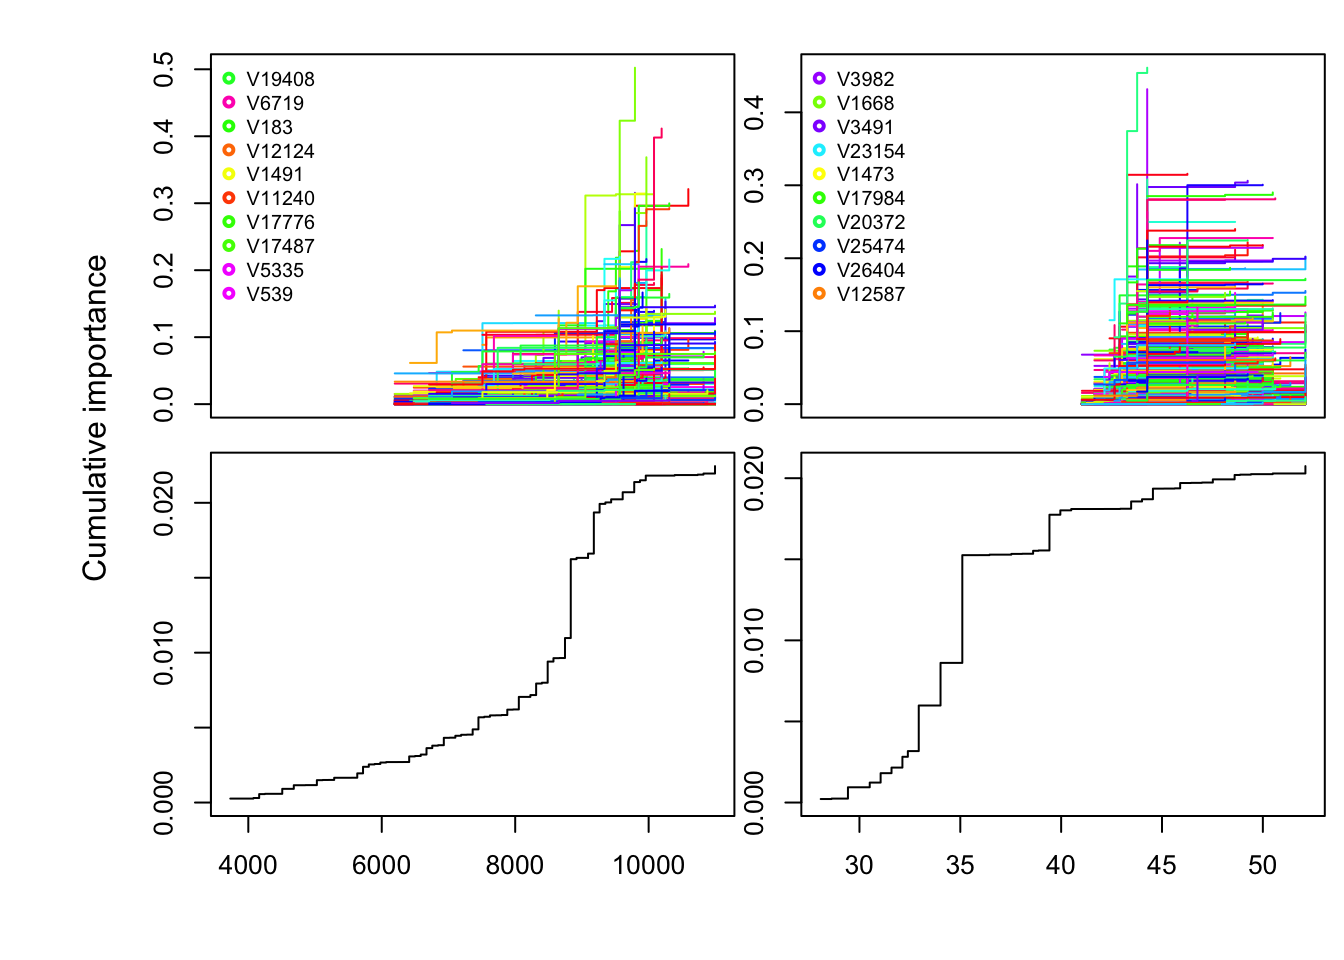 Cumulative importance
0.5
0.4
0.3
0.2
0.1
0.0
V19408
V6719
V183
V12124
V1491
V11240
V17776
V17487
V5335
V539
0.4
0.3
0.2
0.1
0.0
V3982
V1668
V3491
V23154
V1473
V17984
V20372
V25474
V26404
V12587
0.020
0.010
0.000
4000 6000 8000 10000
0.020
0.010
0.000
30 35 40 45 50